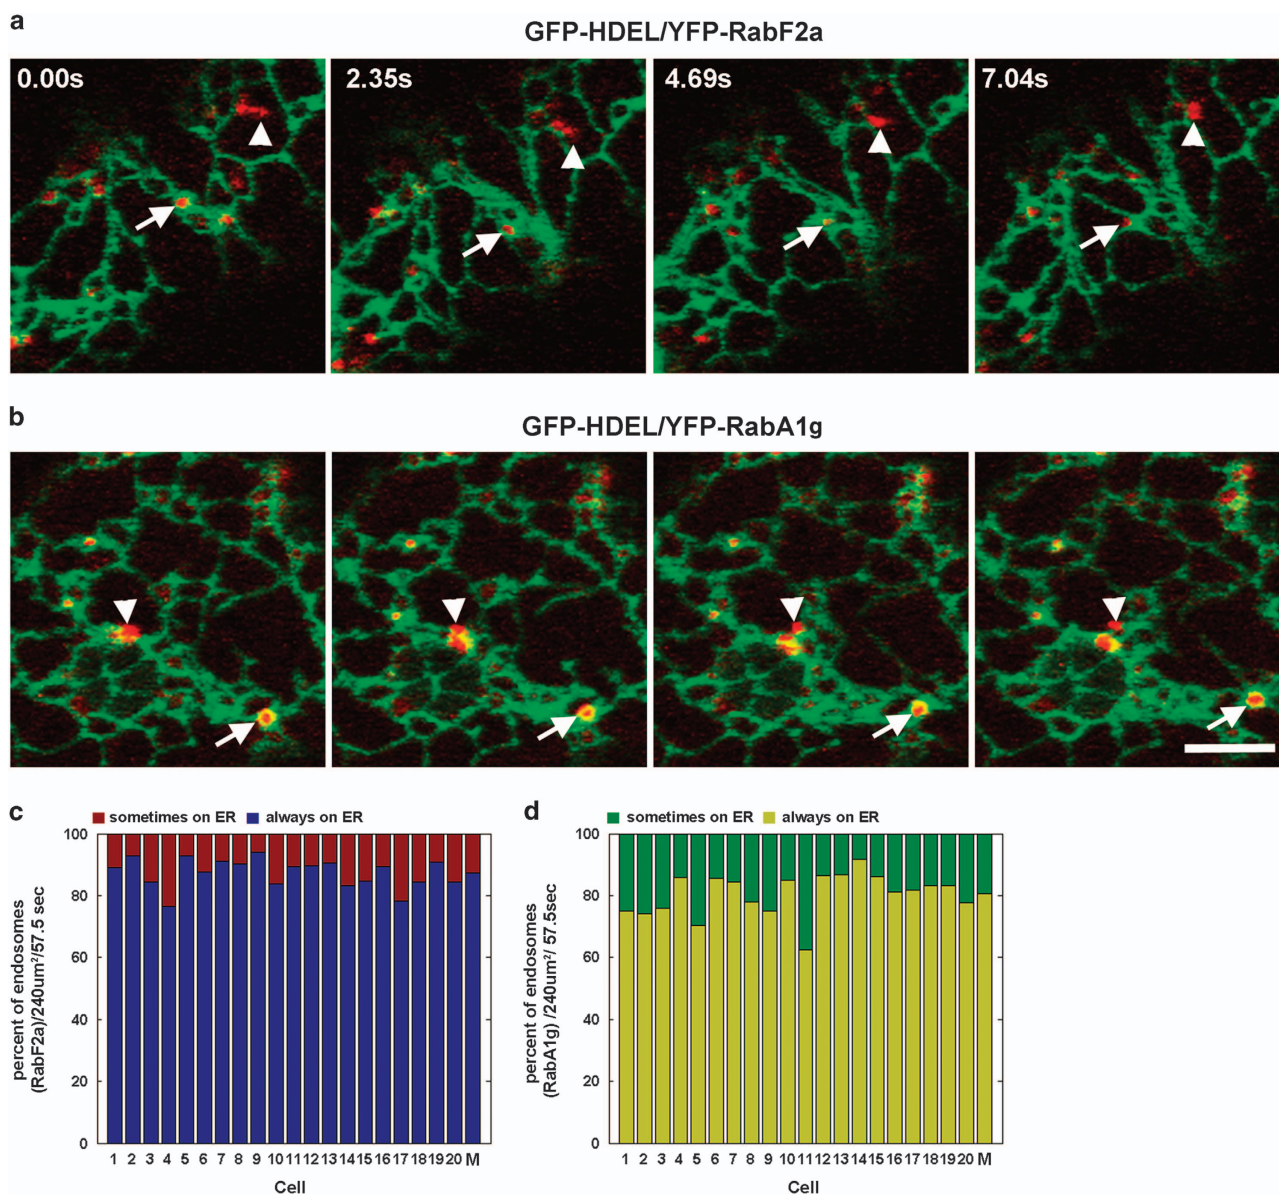 a
GFP-HDEL/YFP-RabF2a
0.00s
2.35s
4.69s
7.04s
b
GFP-HDEL/YFP-RabA1g
c
sometimes on ER always on ER
percent of endosomes
(RabF2a)/240um²/57.5 sec
100
80
60
40
20
0
1 2 3 4 5 6 7 8 9 10 11 12 13 14 15 16 17 18 19 20 M
Cell
d
sometimes on ER always on ER
percent of endosomes
(RabA1g) /240um²/ 57.5sec
100
80
60
40
20
0
1 2 3 4 5 6 7 8 9 10 11 12 13 14 15 16 17 18 19 20 M
Cell